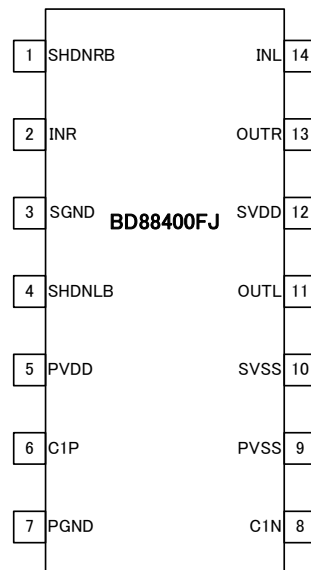 1 SHDNRB INL 14
2 INR OUTR 13
3 SGND SVDD 12
BD88400FJ
4 SHDNLB OUTL 11
5 PVDD SVSS 10
6 C1P PVSS 9
7 PGND C1N 8